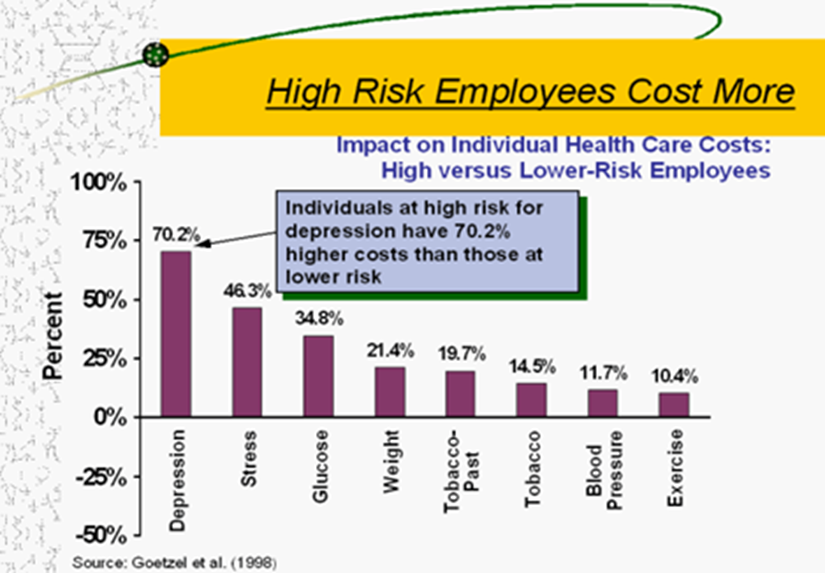 High Risk Employees Cost More
Impact on Individual Health Care Costs:
High versus Lower-Risk Employees
100%
75%
50%
25%
0%
-25%
-50%
Percent
Individuals at high risk for
depression have 70.2%
higher costs than those at
lower risk
70.2%
46.3%
34.8%
21.4%
19.7%
14.5%
11.7%
10.4%
Depression
Stress
Glucose
Weight
Tobacco-
Past
Tobacco
Blood
Pressure
Exercise
Source: Goetzel et al. (1998)